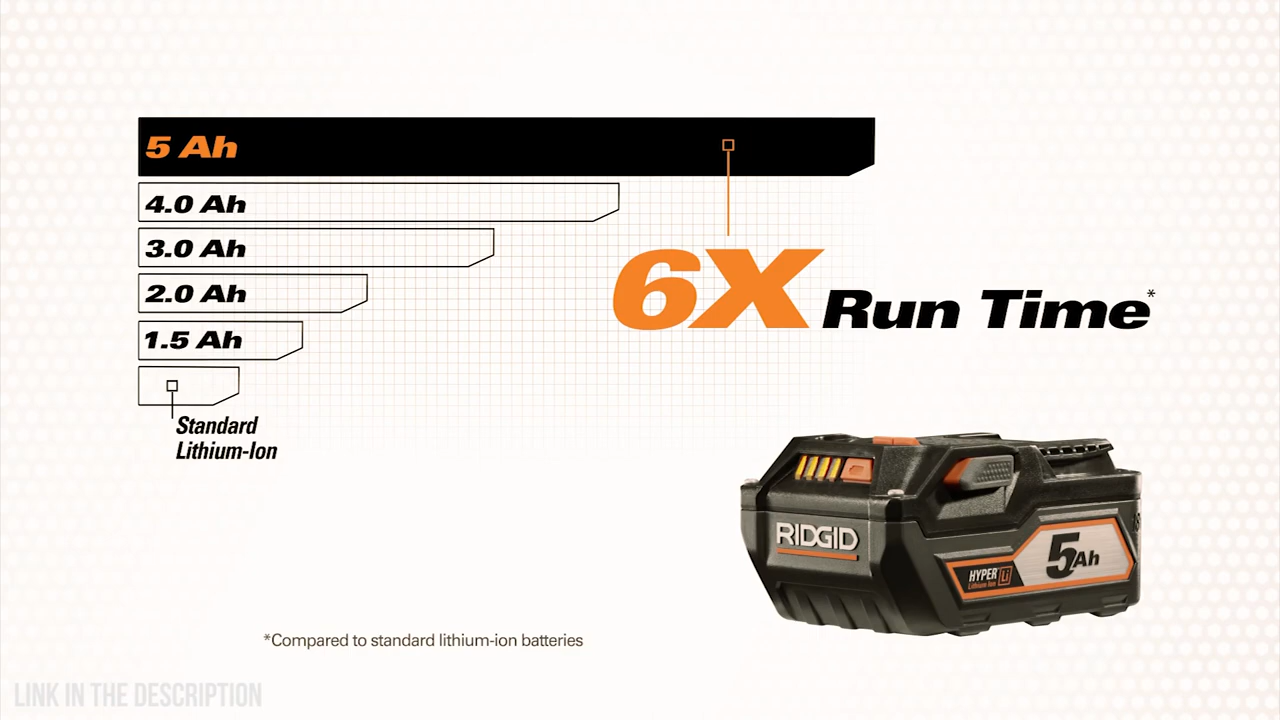 5 Ah
4.0 Ah
3.0 Ah
2.0 Ah
1.5 Ah
6X Run Time*
Standard
Lithium-Ion
RIDGID
HYPER Li
Lithium Ion
5Ah
*Compared to standard lithium-ion batteries
LINK IN THE DESCRIPTION